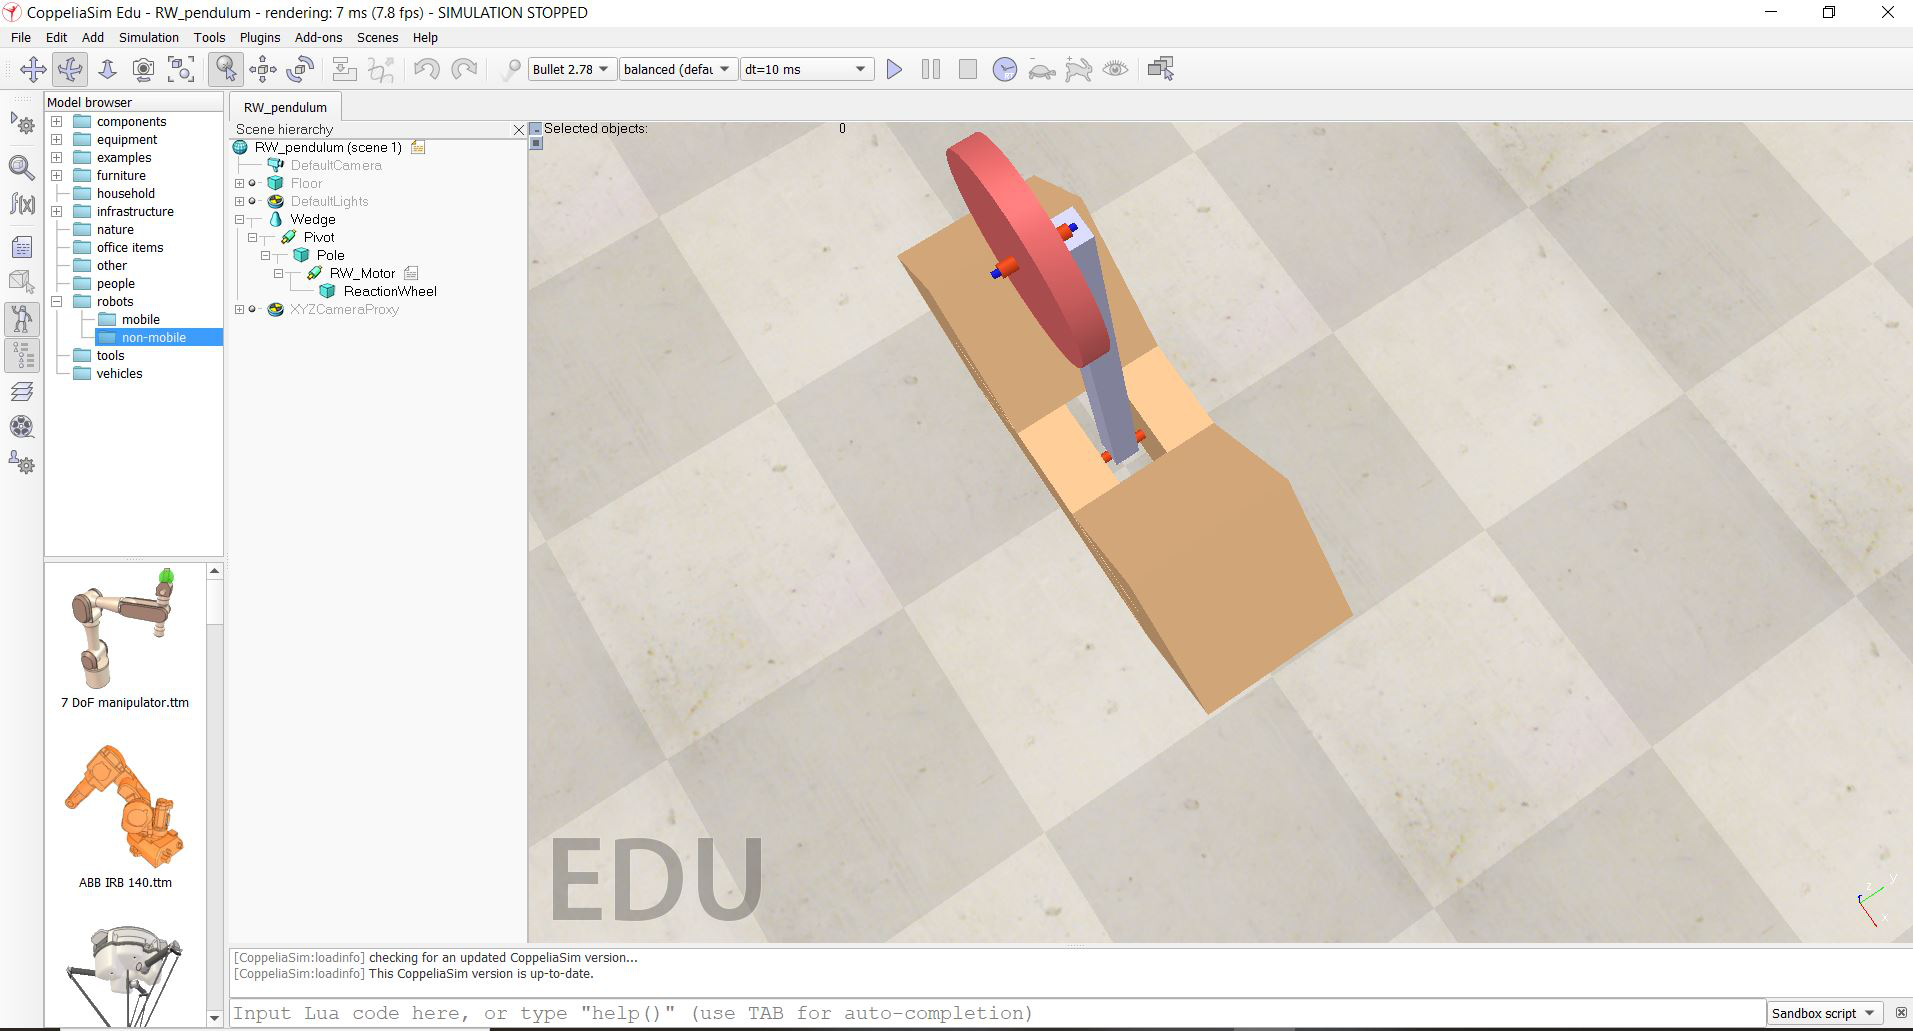 CoppeliaSim Edu - RW_pendulum - rendering: 7 ms (7.8 fps) - SIMULATION STOPPED
File Edit Add Simulation Tools Plugins Add-ons Scenes Help
Bullet 2.78 balanced (defau dt=10 ms
Model browser
components
equipment
examples
furniture
household
infrastructure
nature
office items
other
people
robots
mobile
non-mobile
tools
vehicles
7 DoF manipulator.ttm
ABB IRB 140.ttm
RW_pendulum
Scene hierarchy
RW_pendulum (scene 1)
DefaultCamera
Floor
DefaultLights
Wedge
Pivot
Pole
RW_Motor
ReactionWheel
XYZCameraProxy
Selected objects: 0
EDU
z y
x
[CoppeliaSim:loadinfo] checking for an updated CoppeliaSim version...
[CoppeliaSim:loadinfo] This CoppeliaSim version is up-to-date.
Input Lua code here, or type "help()" (use TAB for auto-completion)
Sandbox script